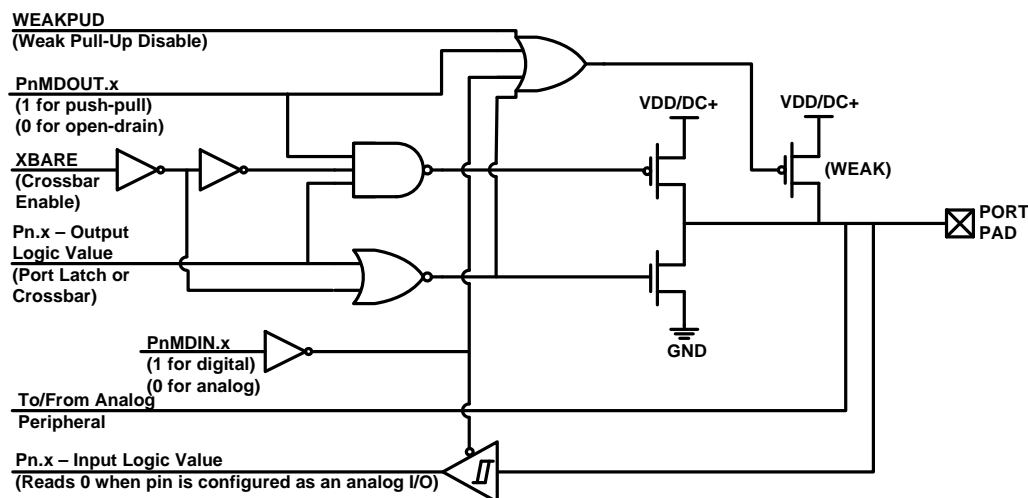 WEAKPUD
(Weak Pull-Up Disable)
PnMDOUT.x
(1 for push-pull)
(0 for open-drain)
XBARE
(Crossbar
Enable)
Pn.x – Output
Logic Value
(Port Latch or
Crossbar)
PnMDIN.x
(1 for digital)
(0 for analog)
To/From Analog
Peripheral
Pn.x – Input Logic Value
(Reads 0 when pin is configured as an analog I/O)
VDD/DC+
VDD/DC+
(WEAK)
PORT
PAD
GND